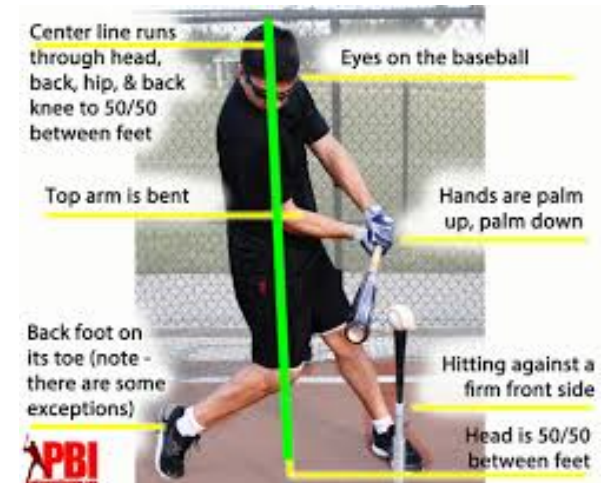 Center line runs
through head,
back, hip, & back
knee to 50/50
between feet
Eyes on the baseball
Top arm is bent
Hands are palm
up, palm down
Back foot on
its toe (note -
there are some
exceptions)
Hitting against a
firm front side
Head is 50/50
between feet
PBI